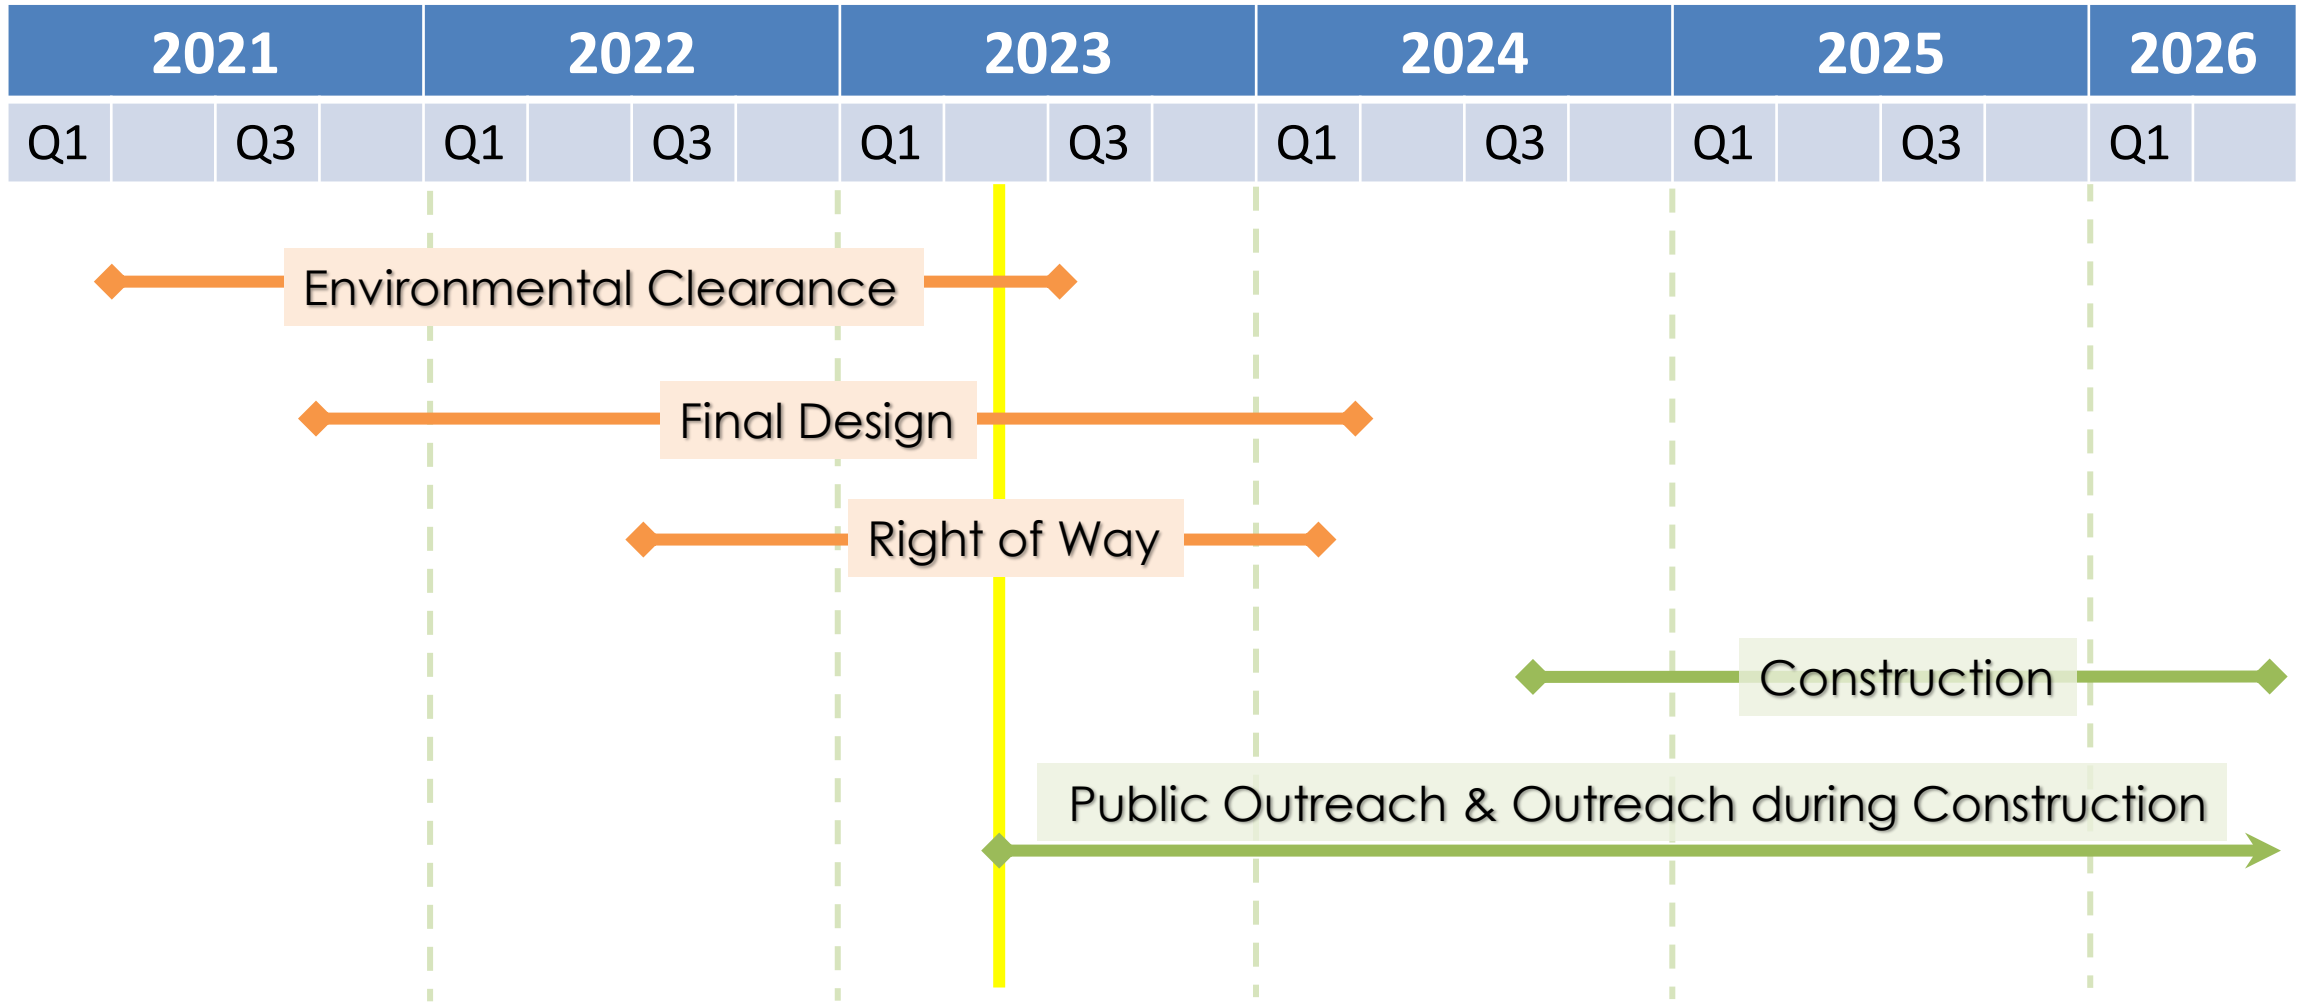 2021 2022 2023 2024 2025 2026
Q1 Q3 Q1 Q3 Q1 Q3 Q1 Q3 Q1 Q3 Q1
Environmental Clearance
Final Design
Right of Way
Construction
Public Outreach & Outreach during Construction